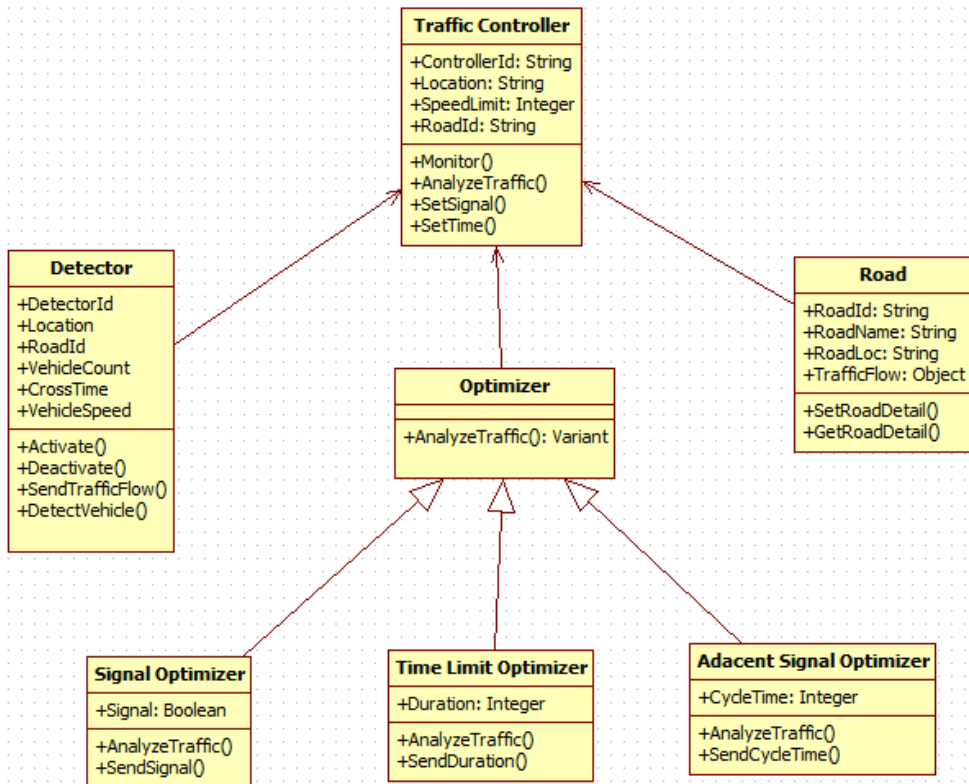 Traffic Controller
+ControllerId: String
+Location: String
+SpeedLimit: Integer
+RoadId: String
+Monitor()
+AnalyzeTraffic()
+SetSignal()
+SetTime()
Detector
+DetectorId
+Location
+RoadId
+VehicleCount
+CrossTime
+VehicleSpeed
+Activate()
+Deactivate()
+SendTrafficFlow()
+DetectVehicle()
Optimizer
+AnalyzeTraffic(): Variant
Road
+RoadId: String
+RoadName: String
+RoadLoc: String
+TrafficFlow: Object
+SetRoadDetail()
+GetRoadDetail()
Signal Optimizer
+Signal: Boolean
+AnalyzeTraffic()
+SendSignal()
Time Limit Optimizer
+Duration: Integer
+AnalyzeTraffic()
+SendDuration()
Adacent Signal Optimizer
+CycleTime: Integer
+AnalyzeTraffic()
+SendCycleTime()